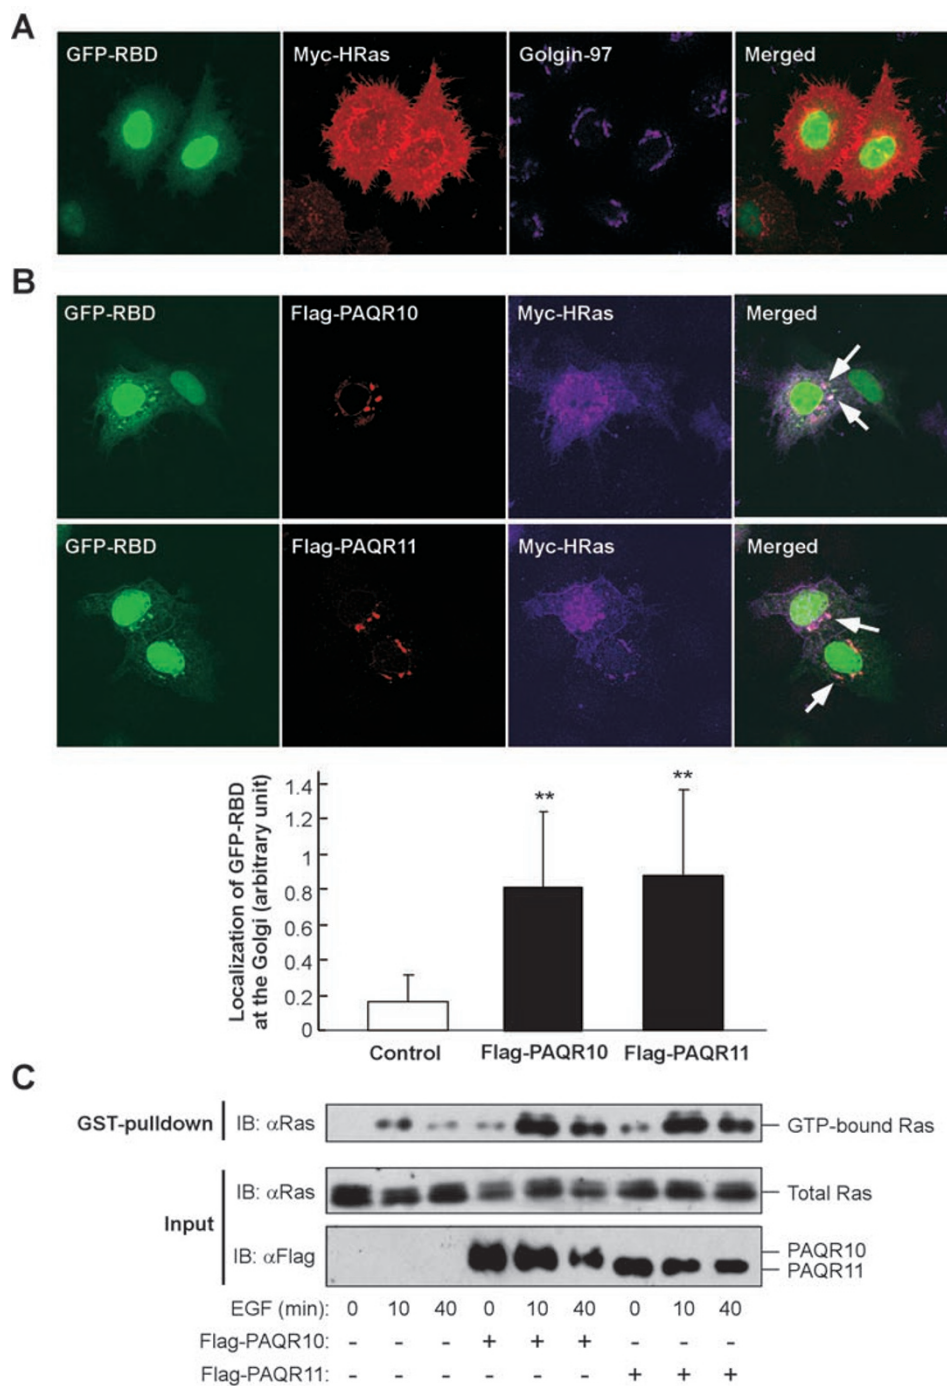 A
GFP-RBD Myc-HRas Golgin-97 Merged
B
GFP-RBD Flag-PAQR10 Myc-HRas Merged
GFP-RBD Flag-PAQR11 Myc-HRas Merged
Localization of GFP-RBD
at the Golgi (arbitrary unit)
1.4
1.2
1
0.8
0.6
0.4
0.2
0
** **
Control Flag-PAQR10 Flag-PAQR11
C
GST-pulldown IB: αRas GTP-bound Ras
Input
IB: αRas Total Ras
IB: αFlag PAQR10
PAQR11
EGF (min): 0 10 40 0 10 40 0 10 40
Flag-PAQR10: - - - + + + - - -
Flag-PAQR11: - - - - - - + + +